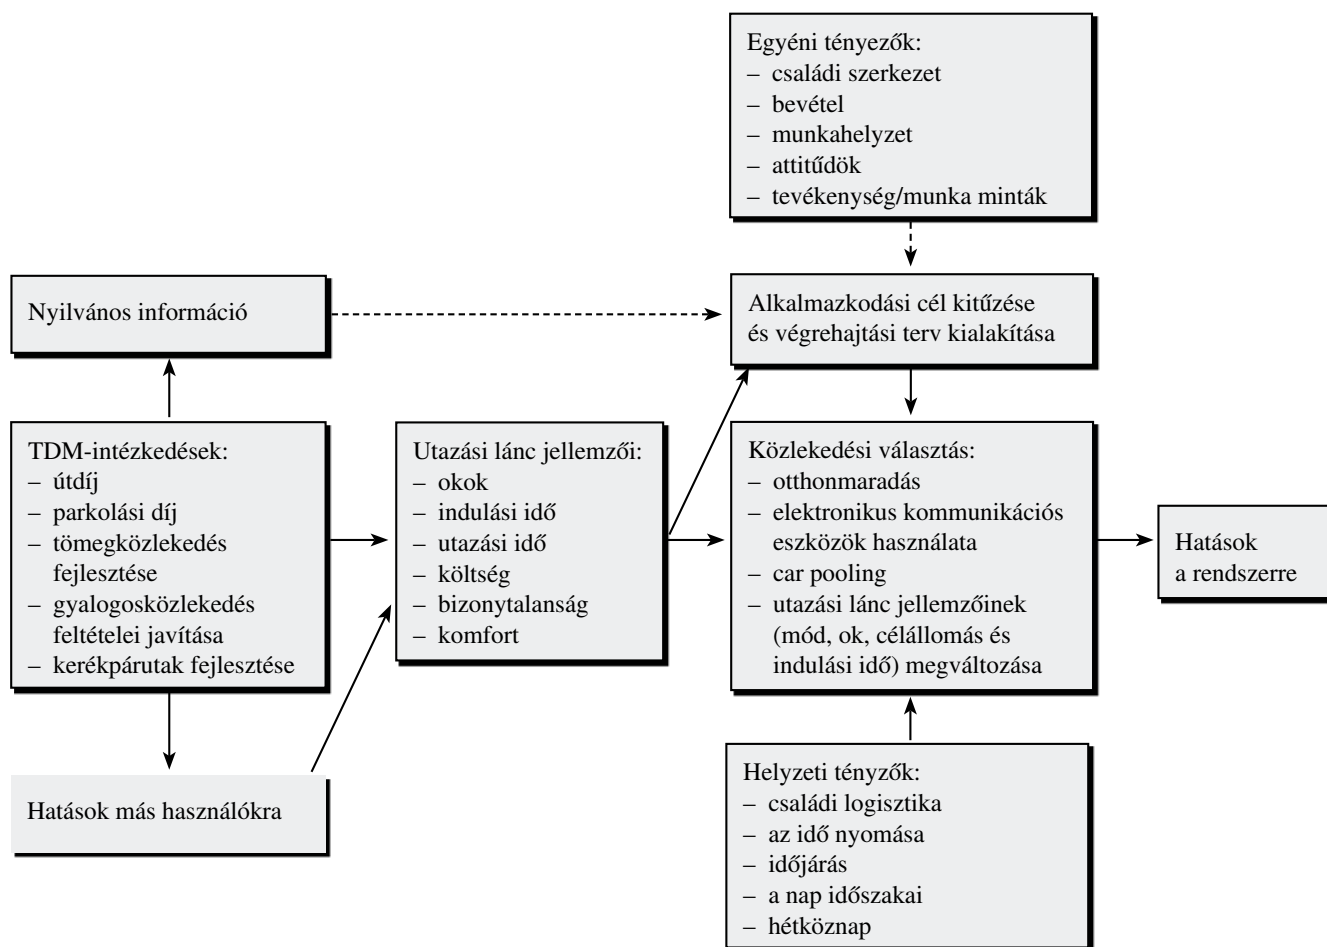 Egyéni tényezők:
– családi szerkezet
– bevétel
– munkahelyzet
– attitűdök
– tevékenység/munka minták
Nyilvános információ
Alkalmazkodási cél kitűzése
és végrehajtási terv kialakítása
TDM-intézkedések:
– útdíj
– parkolási díj
– tömegközlekedés
fejlesztése
– gyalogosközlekedés
feltételei javítása
– kerékpárutak fejlesztése
Utazási lánc jellemzői:
– okok
– indulási idő
– utazási idő
– költség
– bizonytalanság
– komfort
Közlekedési választás:
– otthonmaradás
– elektronikus kommunikációs
eszközök használata
– car pooling
– utazási lánc jellemzőinek
(mód, ok, célállomás és
indulási idő) megváltozása
Hatások
a rendszerre
Hatások más használókra
Helyzeti tényzők:
– családi logisztika
– az idő nyomása
– időjárás
– a nap időszakai
– hétköznap